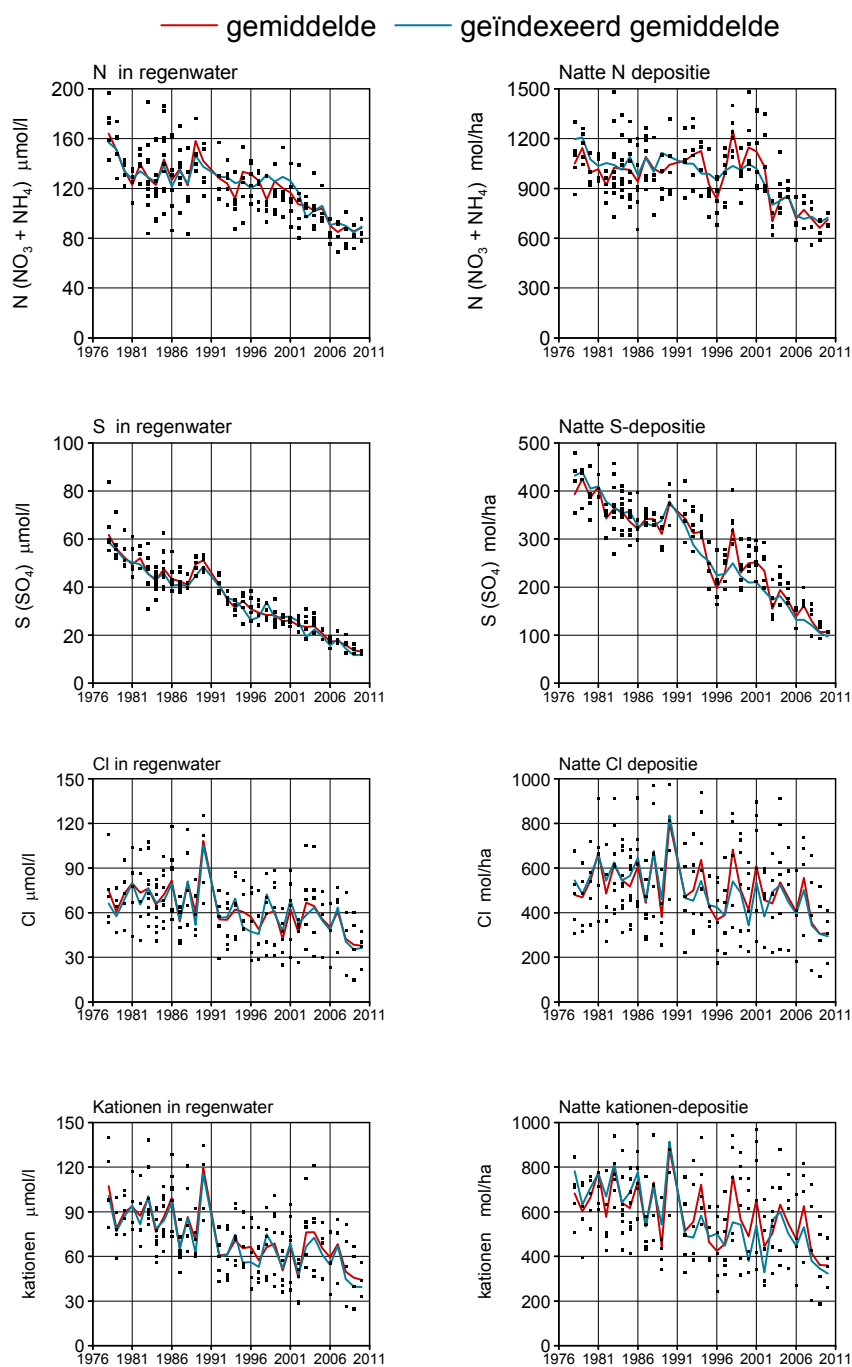 gemiddelde geïndexeerd gemiddelde
N in regenwater
N (NO3 + NH4) µmol/l
200
160
120
80
40
0
1976 1981 1986 1991 1996 2001 2006 2011
Natte N depositie
N (NO3 + NH4) mol/ha
1500
1200
900
600
300
0
1976 1981 1986 1991 1996 2001 2006 2011
S in regenwater
S (SO4) µmol/l
100
80
60
40
20
0
1976 1981 1986 1991 1996 2001 2006 2011
Natte S-depositie
S (SO4) mol/ha
500
400
300
200
100
0
1976 1981 1986 1991 1996 2001 2006 2011
Cl in regenwater
Cl µmol/l
150
120
90
60
30
0
1976 1981 1986 1991 1996 2001 2006 2011
Natte Cl depositie
Cl mol/ha
1000
800
600
400
200
0
1976 1981 1986 1991 1996 2001 2006 2011
Kationen in regenwater
kationen µmol/l
150
120
90
60
30
0
1976 1981 1986 1991 1996 2001 2006 2011
Natte kationen-depositie
kationen mol/ha
1000
800
600
400
200
0
1976 1981 1986 1991 1996 2001 2006 2011